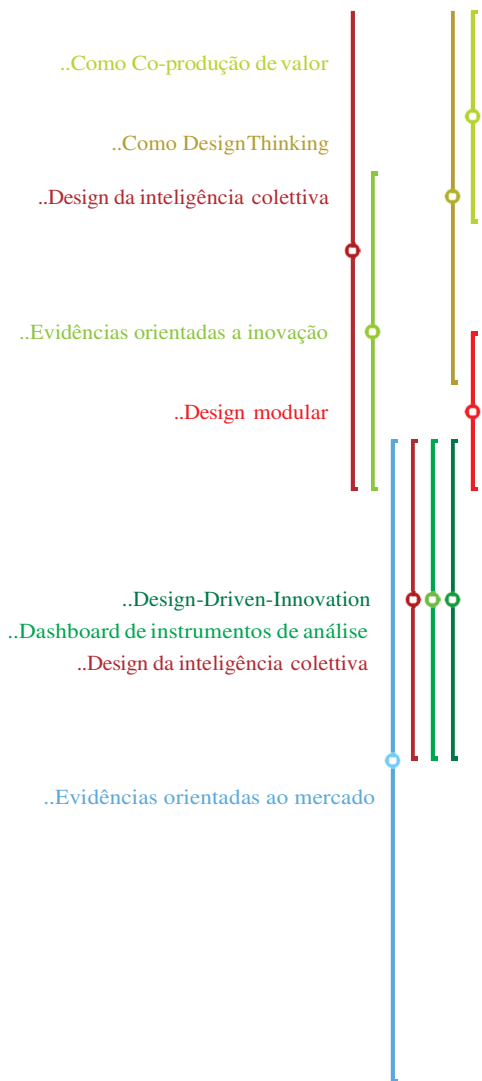 ..Como Co-produção de valor
..Como DesignThinking
..Design da inteligência colettiva
..Evidências orientadas a inovação
..Design modular
..Design-Driven-Innovation
..Dashboard de instrumentos de análise
..Design da inteligência colettiva
..Evidências orientadas ao mercado